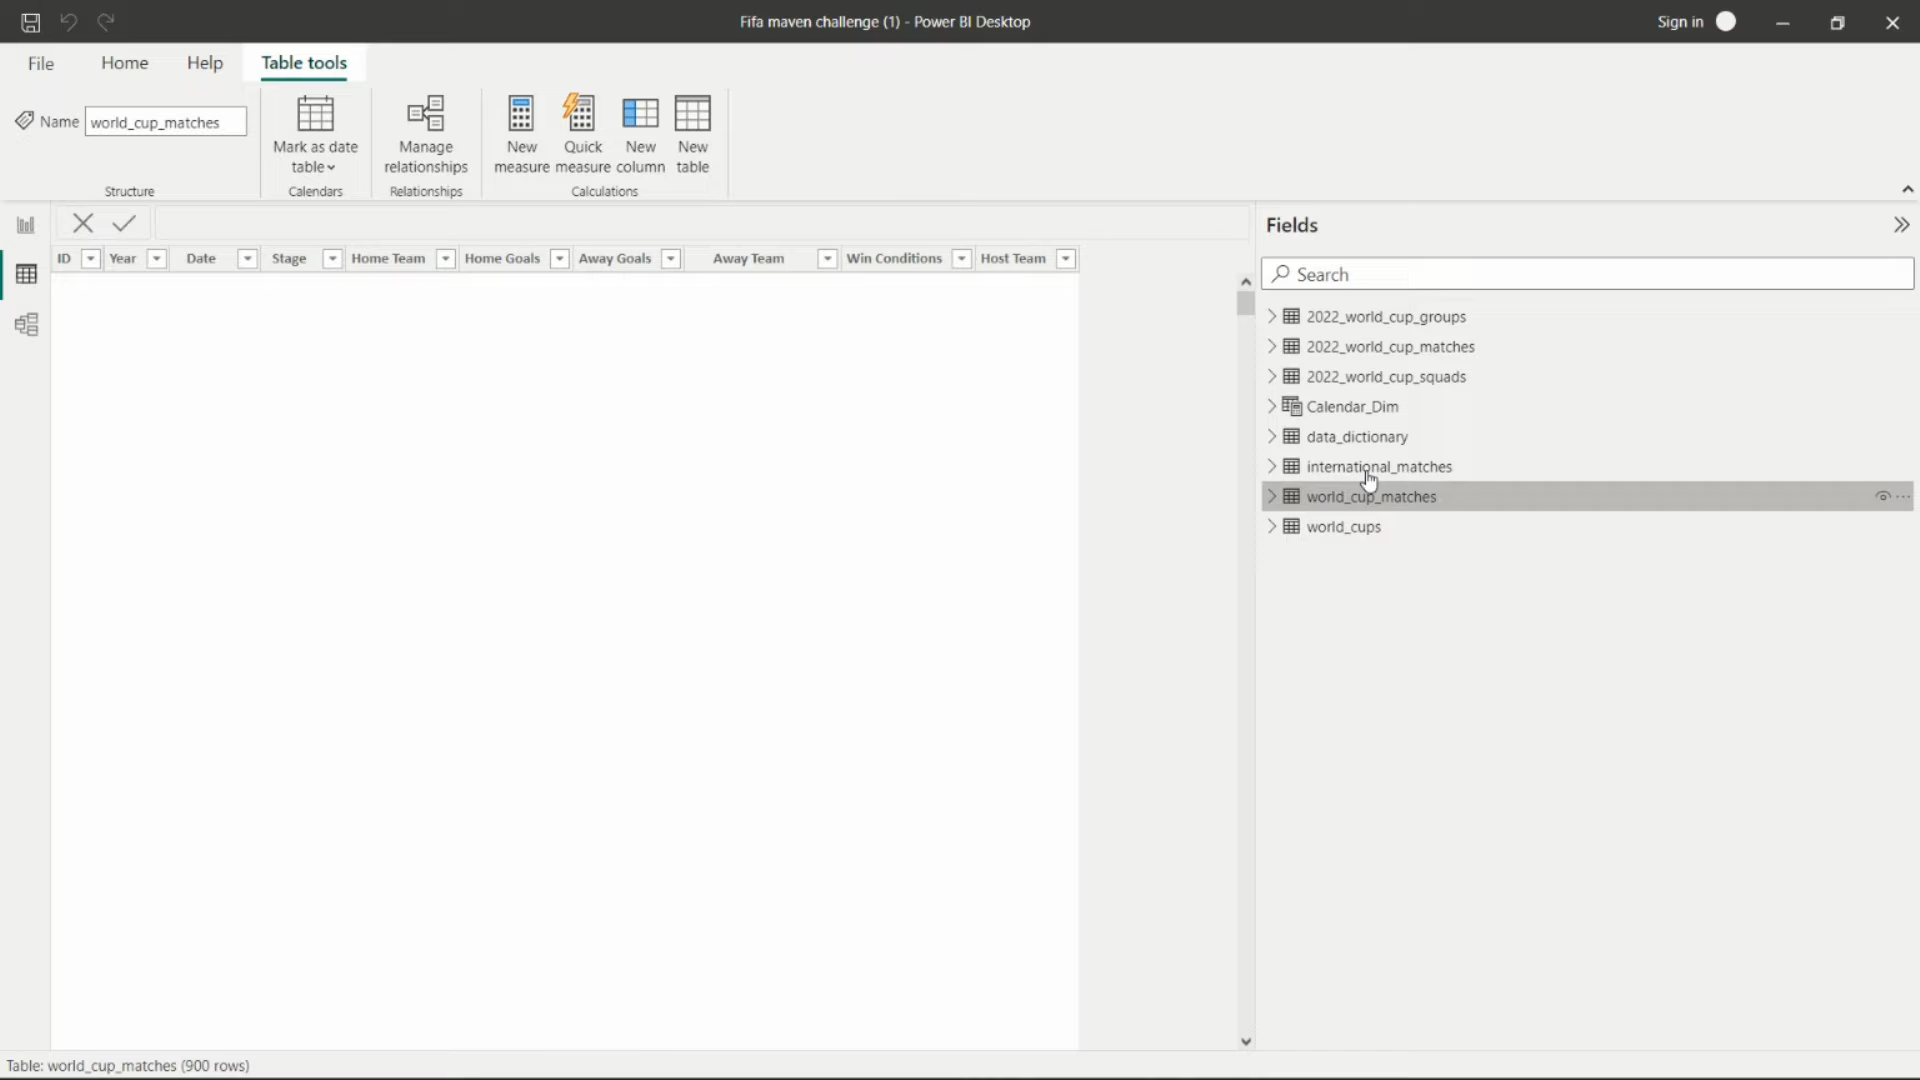 Fifa maven challenge (1) - Power BI Desktop
Sign in
File
Home
Help
Table tools
Name
world_cup_matches
Mark as date
table
Manage
relationships
New
measure
Quick
measure
New
column
New
table
Structure
Calendars
Relationships
Calculations
Fields
ID
Year
Date
Stage
Home Team
Home Goals
Away Goals
Away Team
Win Conditions
Host Team
Search
2022_world_cup_groups
2022_world_cup_matches
2022_world_cup_squads
Calendar_Dim
data_dictionary
international_matches
world_cup_matches
world_cups
Table: world_cup_matches (900 rows)